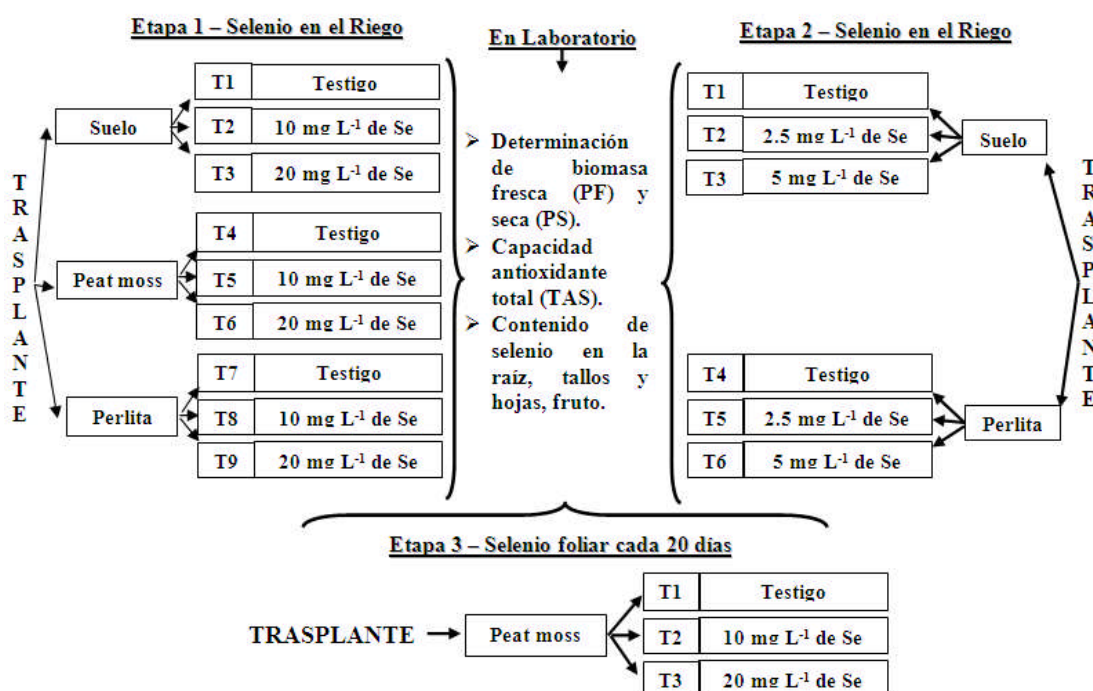 Etapa 1 – Selenio en el Riego
TRASPLANTE
Suelo
T1 Testigo
T2 10 mg L⁻¹ de Se
T3 20 mg L⁻¹ de Se
Peat moss
T4 Testigo
T5 10 mg L⁻¹ de Se
T6 20 mg L⁻¹ de Se
Perlita
T7 Testigo
T8 10 mg L⁻¹ de Se
T9 20 mg L⁻¹ de Se
En Laboratorio
➢ Determinación
de biomasa
fresca (PF) y
seca (PS).
➢ Capacidad
antioxidante
total (TAS).
➢ Contenido de
selenio en la
raíz, tallos y
hojas, fruto.
Etapa 2 – Selenio en el Riego
T1 Testigo
T2 2.5 mg L⁻¹ de Se
T3 5 mg L⁻¹ de Se
Suelo
T4 Testigo
T5 2.5 mg L⁻¹ de Se
T6 5 mg L⁻¹ de Se
Perlita
TRASPLANTE
Etapa 3 – Selenio foliar cada 20 días
TRASPLANTE
Peat moss
T1 Testigo
T2 10 mg L⁻¹ de Se
T3 20 mg L⁻¹ de Se